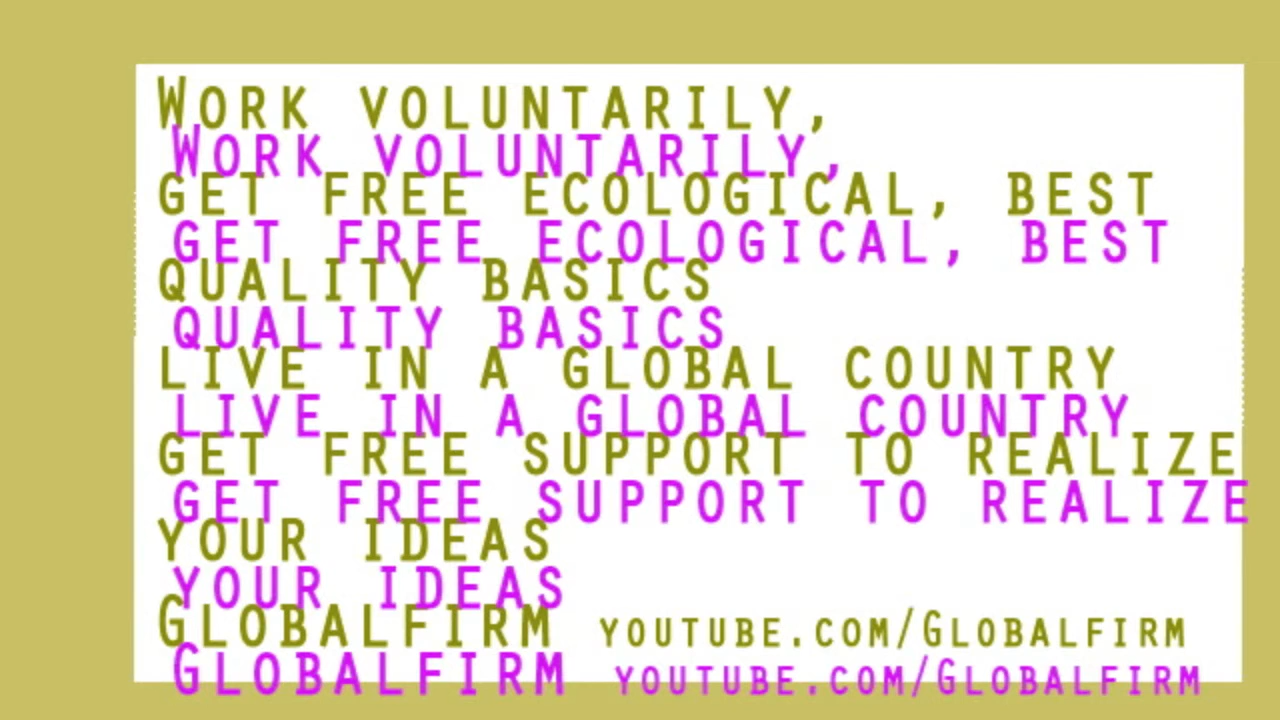 Work voluntarily,
Work voluntarily,
get free ecological, best
get free ecological, best
quality basics
quality basics
live in a global country
live in a global country
get free support to realize
get free support to realize
your ideas
your ideas
Globalfirm youtube.com/Globalfirm
Globalfirm youtube.com/Globalfirm